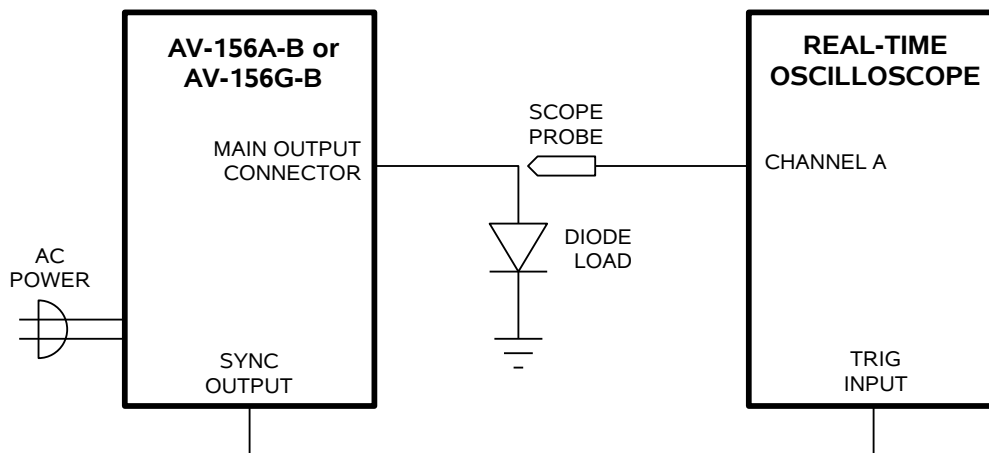 AV-156A-B or
AV-156G-B
MAIN OUTPUT
CONNECTOR
SYNC
OUTPUT
AC
POWER
SCOPE
PROBE
DIODE
LOAD
REAL-TIME
OSCILLOSCOPE
CHANNEL A
TRIG
INPUT